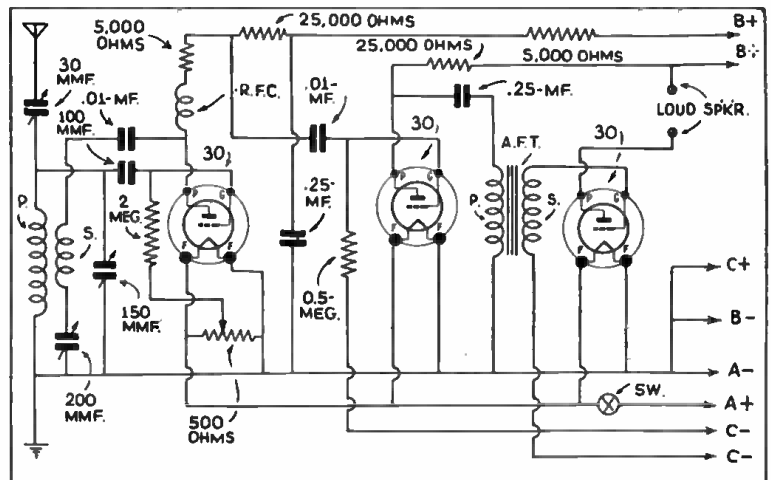 5,000 OHMS
25,000 OHMS
B+
25,000 OHMS
5,000 OHMS
B÷
30 MMF.
.01-MF.
100 MMF.
R.F.C.
.01-MF.
.25-MF.
LOUD SPKR.
30
30
A.F.T.
30
P.
S.
2 MEG.
.25-MF.
P G
F F
P G
F F
P.
S.
P G
F F
150 MMF.
0.5-MEG.
C+
B-
200 MMF.
500 OHMS
A-
SW.
A+
C-
C-